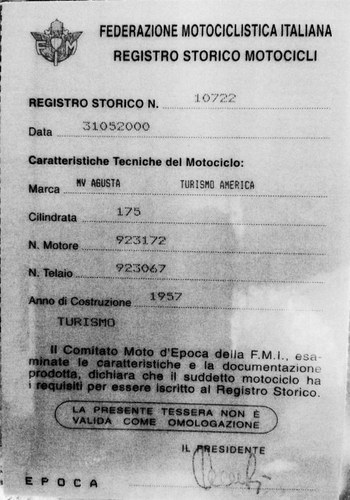 FEDERAZIONE MOTOCICLISTICA ITALIANA
REGISTRO STORICO MOTOCICLI
FM
REGISTRO STORICO N. 10722
Data 31052000
Caratteristiche Tecniche del Motociclo:
Marca MV AGUSTA TURISMO AMERICA
Cilindrata 175
N. Motore 923172
N. Telaio 923067
Anno di Costruzione 1957
TURISMO
Il Comitato Moto d'Epoca della F.M.I., esa-
minate le caratteristiche e la documentazione
prodotta, dichiara che il suddetto motociclo ha
i requisiti per essere iscritto al Registro Storico.
LA PRESENTE TESSERA NON È
VALIDA COME OMOLOGAZIONE
IL PRESIDENTE
EPOCA